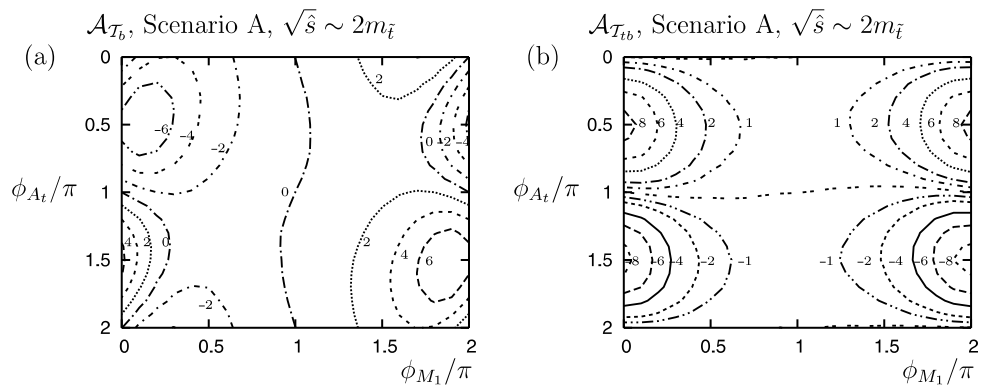 𝒜_{𝒯_b}, Scenario A, √ŝ ∼ 2m_{t̃}
(a)
0
0.5
1
1.5
2
ϕ_{A_t}/π
0 0.5 1 1.5 2
ϕ_{M_1}/π
–6 –4 –2
2
0 –2 –4
0
4 2 0
2
4 6
–2
𝒜_{𝒯_{tb}}, Scenario A, √ŝ ∼ 2m_{t̃}
(b)
0
0.5
1
1.5
2
ϕ_{A_t}/π
0 0.5 1 1.5 2
ϕ_{M_1}/π
8 6 4 2 1
1 2 4 6 8
–8 –6 –4 –2 –1
–1 –2 –4 –6 –8